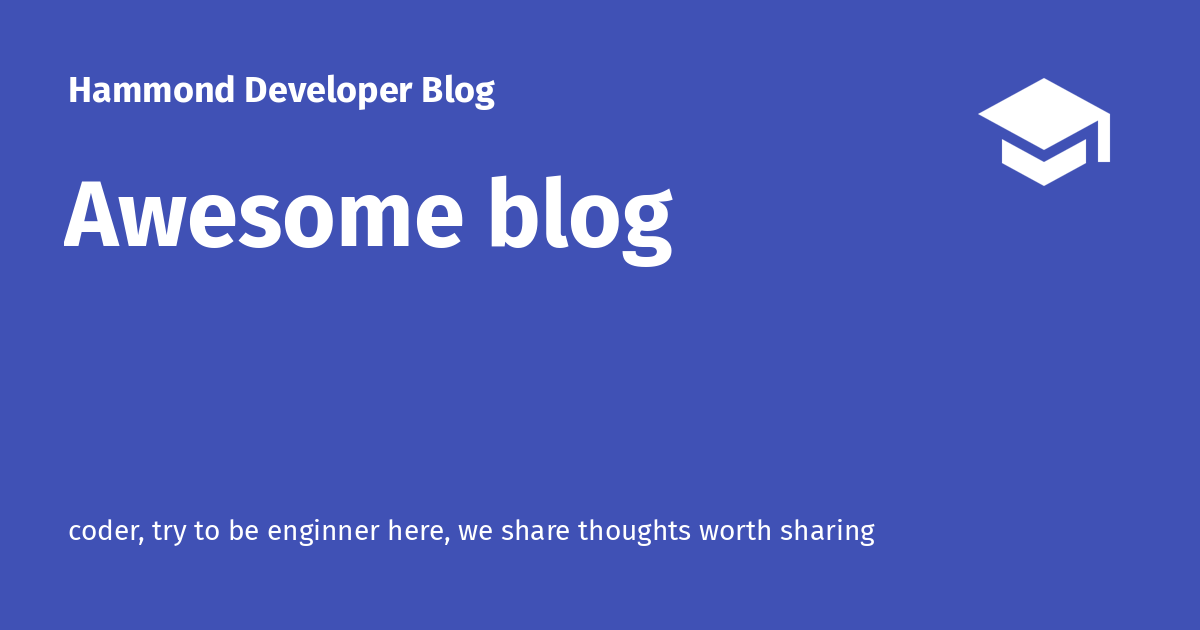 Hammond Developer Blog
Awesome blog
coder, try to be enginner here, we share thoughts worth sharing